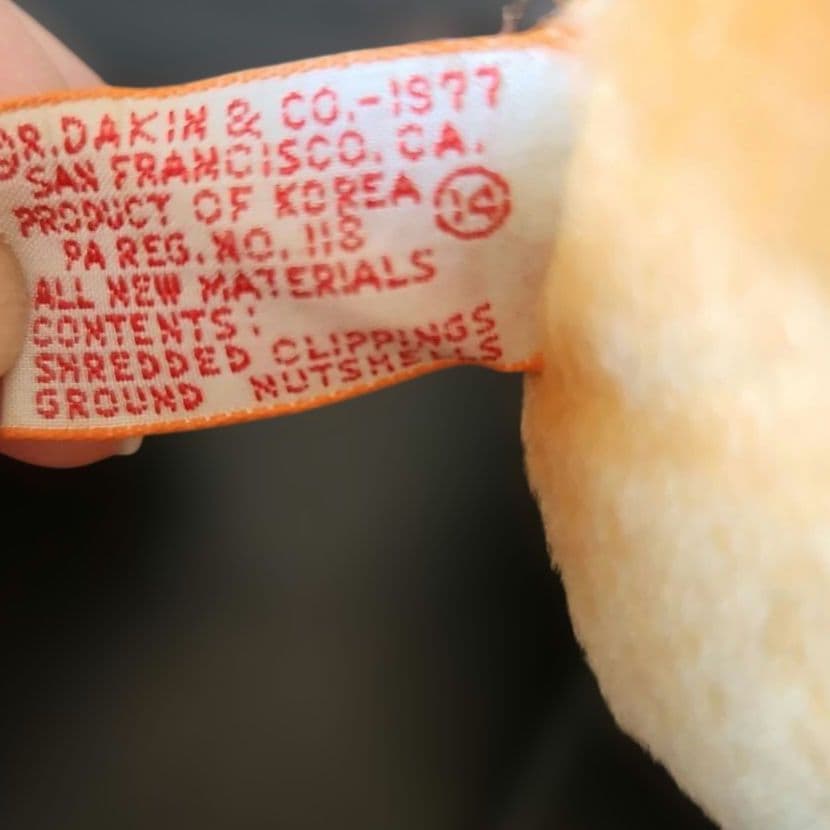 ©R.DAKIN & CO.-1977
SAN FRANCISCO, CA.
PRODUCT OF KOREA 14
PA REG. NO. 118
ALL NEW MATERIALS
CONTENTS:
SHREDDED CLIPPINGS
GROUND NUTSHELLS